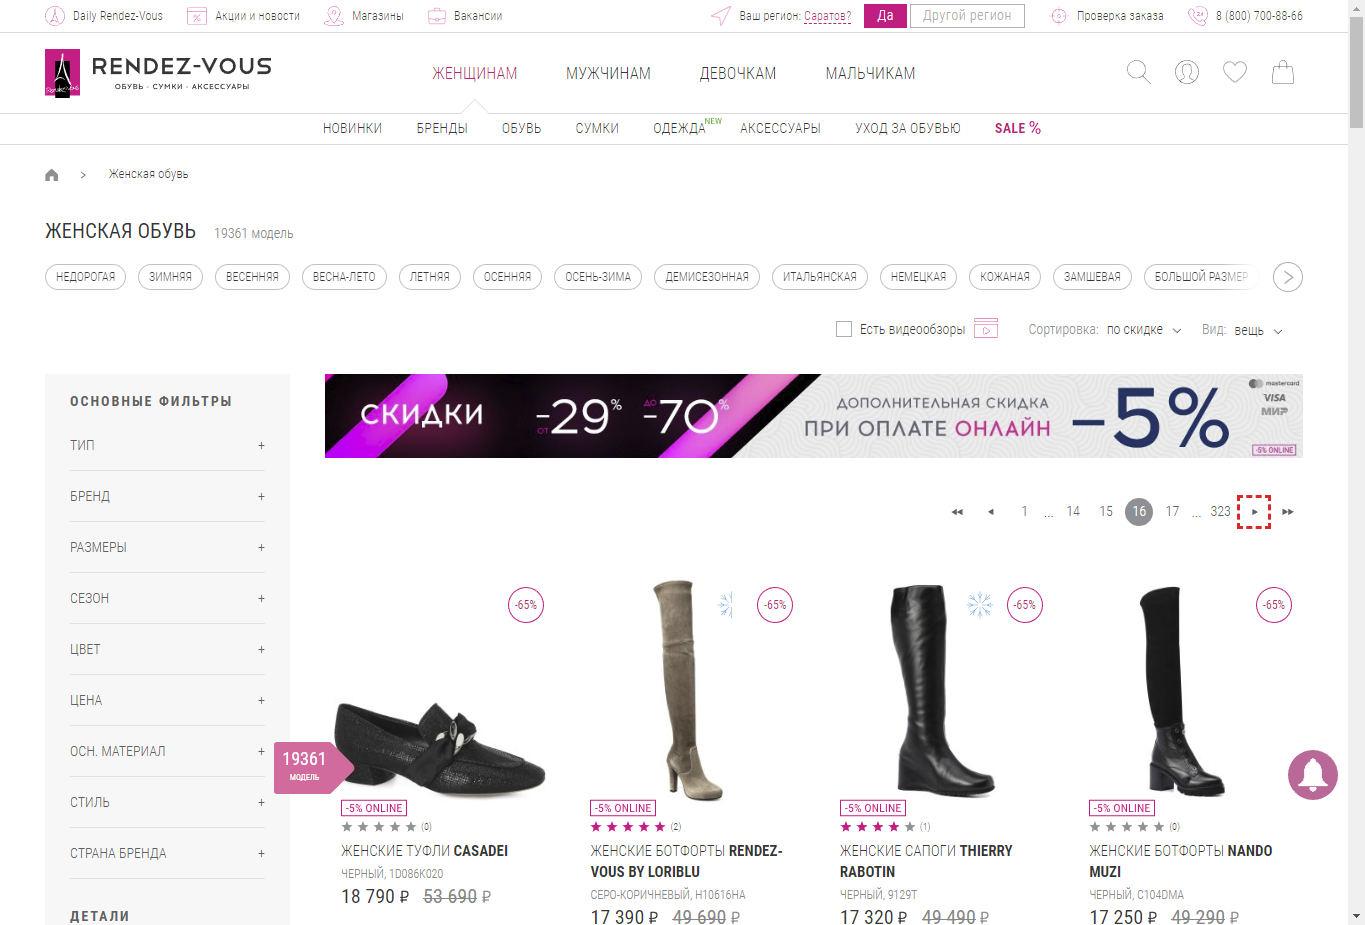 Daily Rendez-Vous Акции и новости Магазины Вакансии Ваш регион: Саратов? Да Другой регион Проверка заказа 8 (800) 700-88-66
RENDEZ-VOUS
ОБУВЬ · СУМКИ · АКСЕССУАРЫ
Rendez-Vous
ЖЕНЩИНАМ МУЖЧИНАМ ДЕВОЧКАМ МАЛЬЧИКАМ
НОВИНКИ БРЕНДЫ ОБУВЬ СУМКИ ОДЕЖДА NEW АКСЕССУАРЫ УХОД ЗА ОБУВЬЮ SALE %
Женская обувь
ЖЕНСКАЯ ОБУВЬ 19361 модель
НЕДОРОГАЯ ЗИМНЯЯ ВЕСЕННЯЯ ВЕСНА-ЛЕТО ЛЕТНЯЯ ОСЕННЯЯ ОСЕНЬ-ЗИМА ДЕМИСЕЗОННАЯ ИТАЛЬЯНСКАЯ НЕМЕЦКАЯ КОЖАНАЯ ЗАМШЕВАЯ БОЛЬШОЙ РАЗМЕР
Есть видеообзоры Сортировка: по скидке Вид: вещь
ОСНОВНЫЕ ФИЛЬТРЫ
ТИП +
БРЕНД +
РАЗМЕРЫ +
СЕЗОН +
ЦВЕТ +
ЦЕНА +
ОСН. МАТЕРИАЛ +
СТИЛЬ +
СТРАНА БРЕНДА +
ДЕТАЛИ
19361
МОДЕЛЬ
СКИДКИ ОТ -29% ДО -70%
ДОПОЛНИТЕЛЬНАЯ СКИДКА
ПРИ ОПЛАТЕ ОНЛАЙН -5%
mastercard
VISA
МИР
-5% ONLINE
1 ... 14 15 16 17 ... 323
-65% -65% -65% -65%
-5% ONLINE
(0)
ЖЕНСКИЕ ТУФЛИ CASADEI
ЧЕРНЫЙ, 1D086K020
18 790 ₽ 53 690 ₽
-5% ONLINE
(2)
ЖЕНСКИЕ БОТФОРТЫ RENDEZ-
VOUS BY LORIBLU
СЕРО-КОРИЧНЕВЫЙ, H10616HA
17 390 ₽ 49 690 ₽
-5% ONLINE
(1)
ЖЕНСКИЕ САПОГИ THIERRY
RABOTIN
ЧЕРНЫЙ, 9129T
17 320 ₽ 49 490 ₽
-5% ONLINE
(0)
ЖЕНСКИЕ БОТФОРТЫ NANDO
MUZI
ЧЕРНЫЙ, C104DMA
17 250 ₽ 49 290 ₽